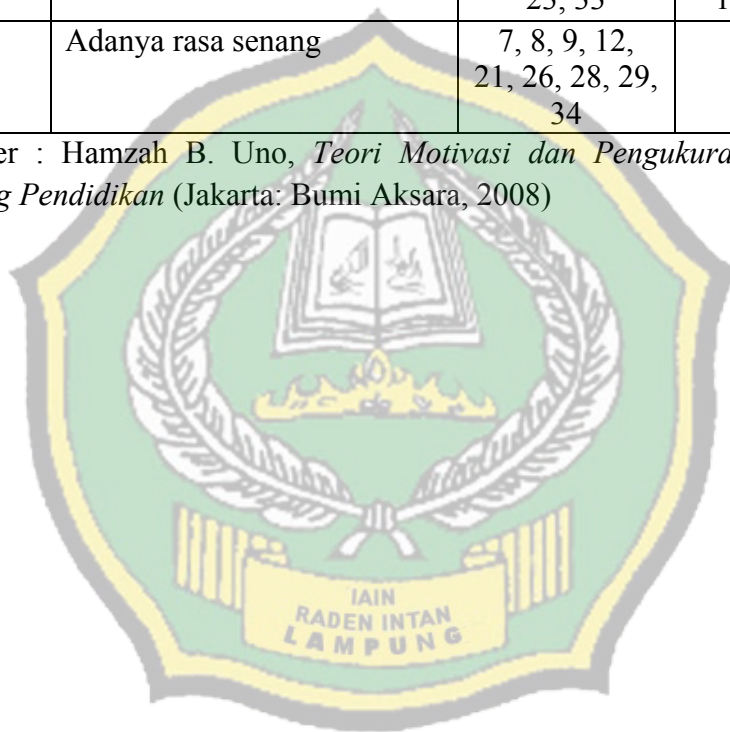 Adanya rasa senang 7, 8, 9, 12,
21, 26, 28, 29,
34
er : Hamzah B. Uno, Teori Motivasi dan Pengukura
g Pendidikan (Jakarta: Bumi Aksara, 2008)
IAIN
RADEN INTAN
LAMPUNG